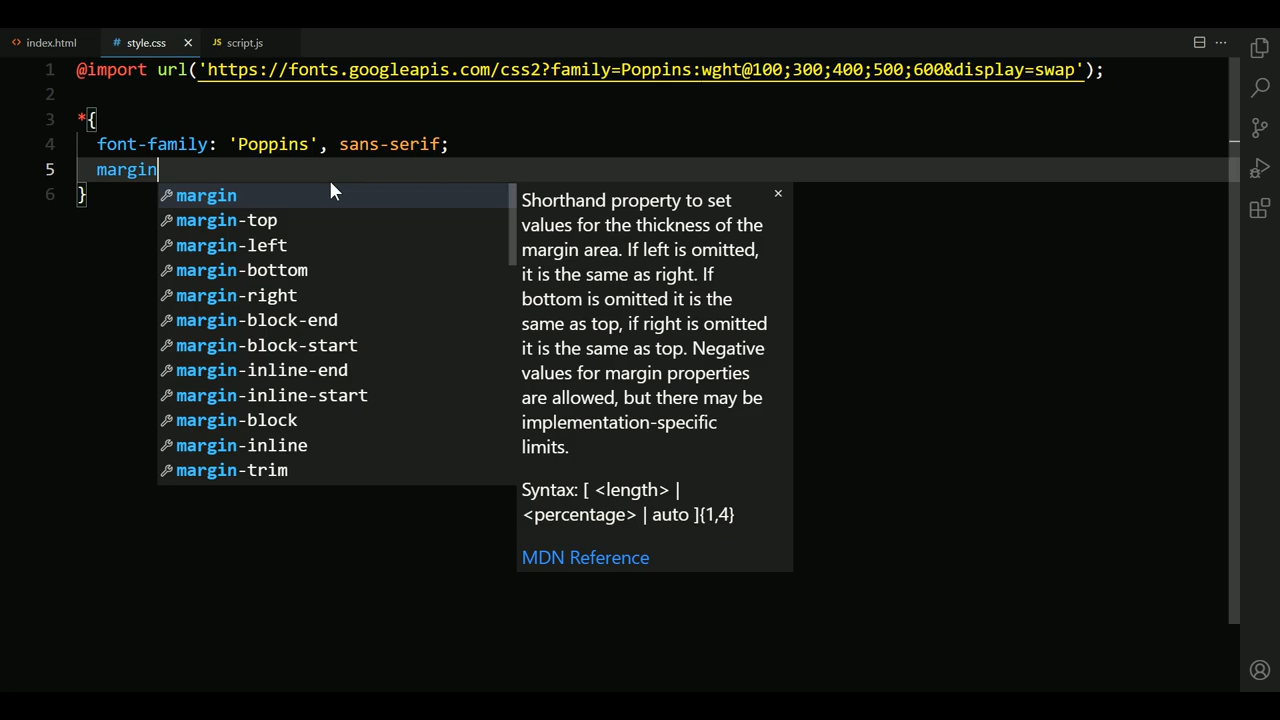 index.html
# style.css
JS script.js
1 @import url('https://fonts.googleapis.com/css2?family=Poppins:wght@100;300;400;500;600&display=swap');
2
3 *{
4 font-family: 'Poppins', sans-serif;
5 margin
6 }
margin
margin-top
margin-left
margin-bottom
margin-right
margin-block-end
margin-block-start
margin-inline-end
margin-inline-start
margin-block
margin-inline
margin-trim
Shorthand property to set
values for the thickness of the
margin area. If left is omitted,
it is the same as right. If
bottom is omitted it is the
same as top, if right is omitted
it is the same as top. Negative
values for margin properties
are allowed, but there may be
implementation-specific
limits.
Syntax: [ <length> |
<percentage> | auto ]{1,4}
MDN Reference